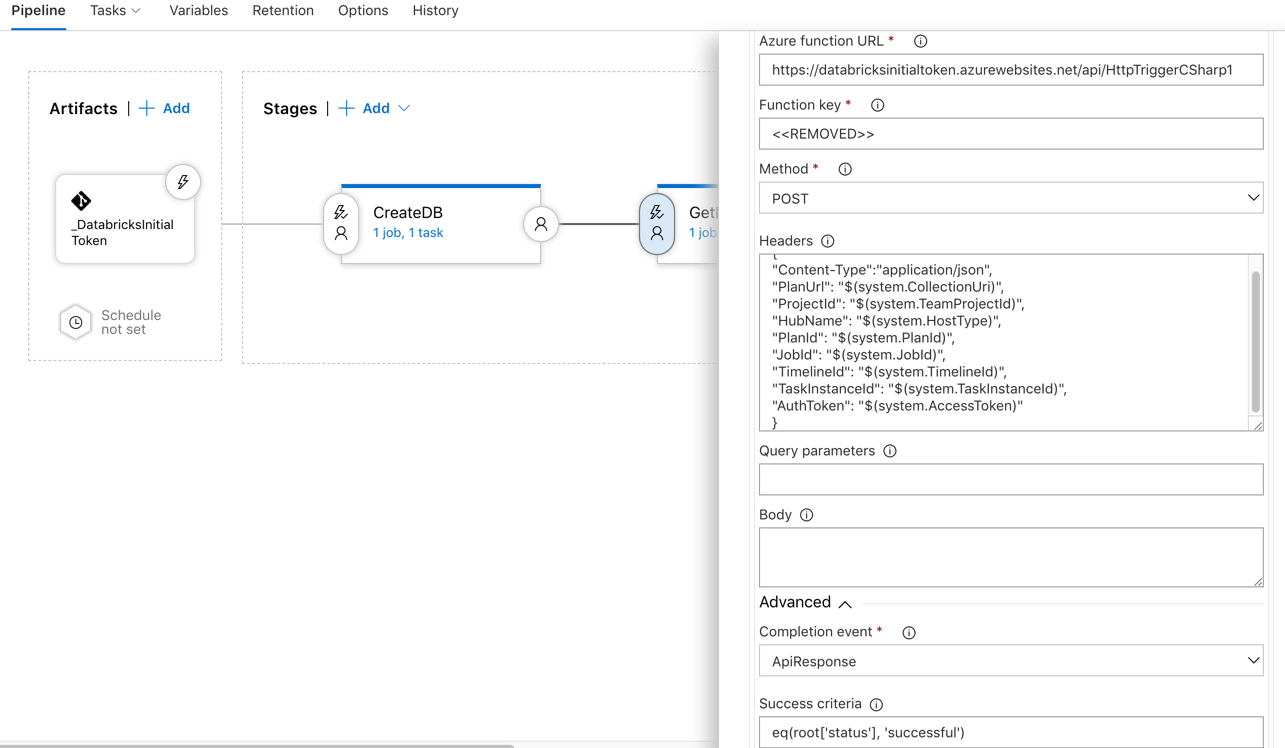 Pipeline Tasks Variables Retention Options History
Artifacts | + Add
_DatabricksInitial
Token
Schedule
not set
Stages | + Add
CreateDB
1 job, 1 task
1 job
Azure function URL *
https://databricksinitialtoken.azurewebsites.net/api/HttpTriggerCSharp1
Function key *
<<REMOVED>>
Method *
POST
Headers
{
"Content-Type":"application/json",
"PlanUrl": "$(system.CollectionUri)",
"ProjectId": "$(system.TeamProjectId)",
"HubName": "$(system.HostType)",
"PlanId": "$(system.PlanId)",
"JobId": "$(system.JobId)",
"TimelineId": "$(system.TimelineId)",
"TaskInstanceId": "$(system.TaskInstanceId)",
"AuthToken": "$(system.AccessToken)"
}
Query parameters
Body
Advanced
Completion event *
ApiResponse
Success criteria
eq(root['status'], 'successful')